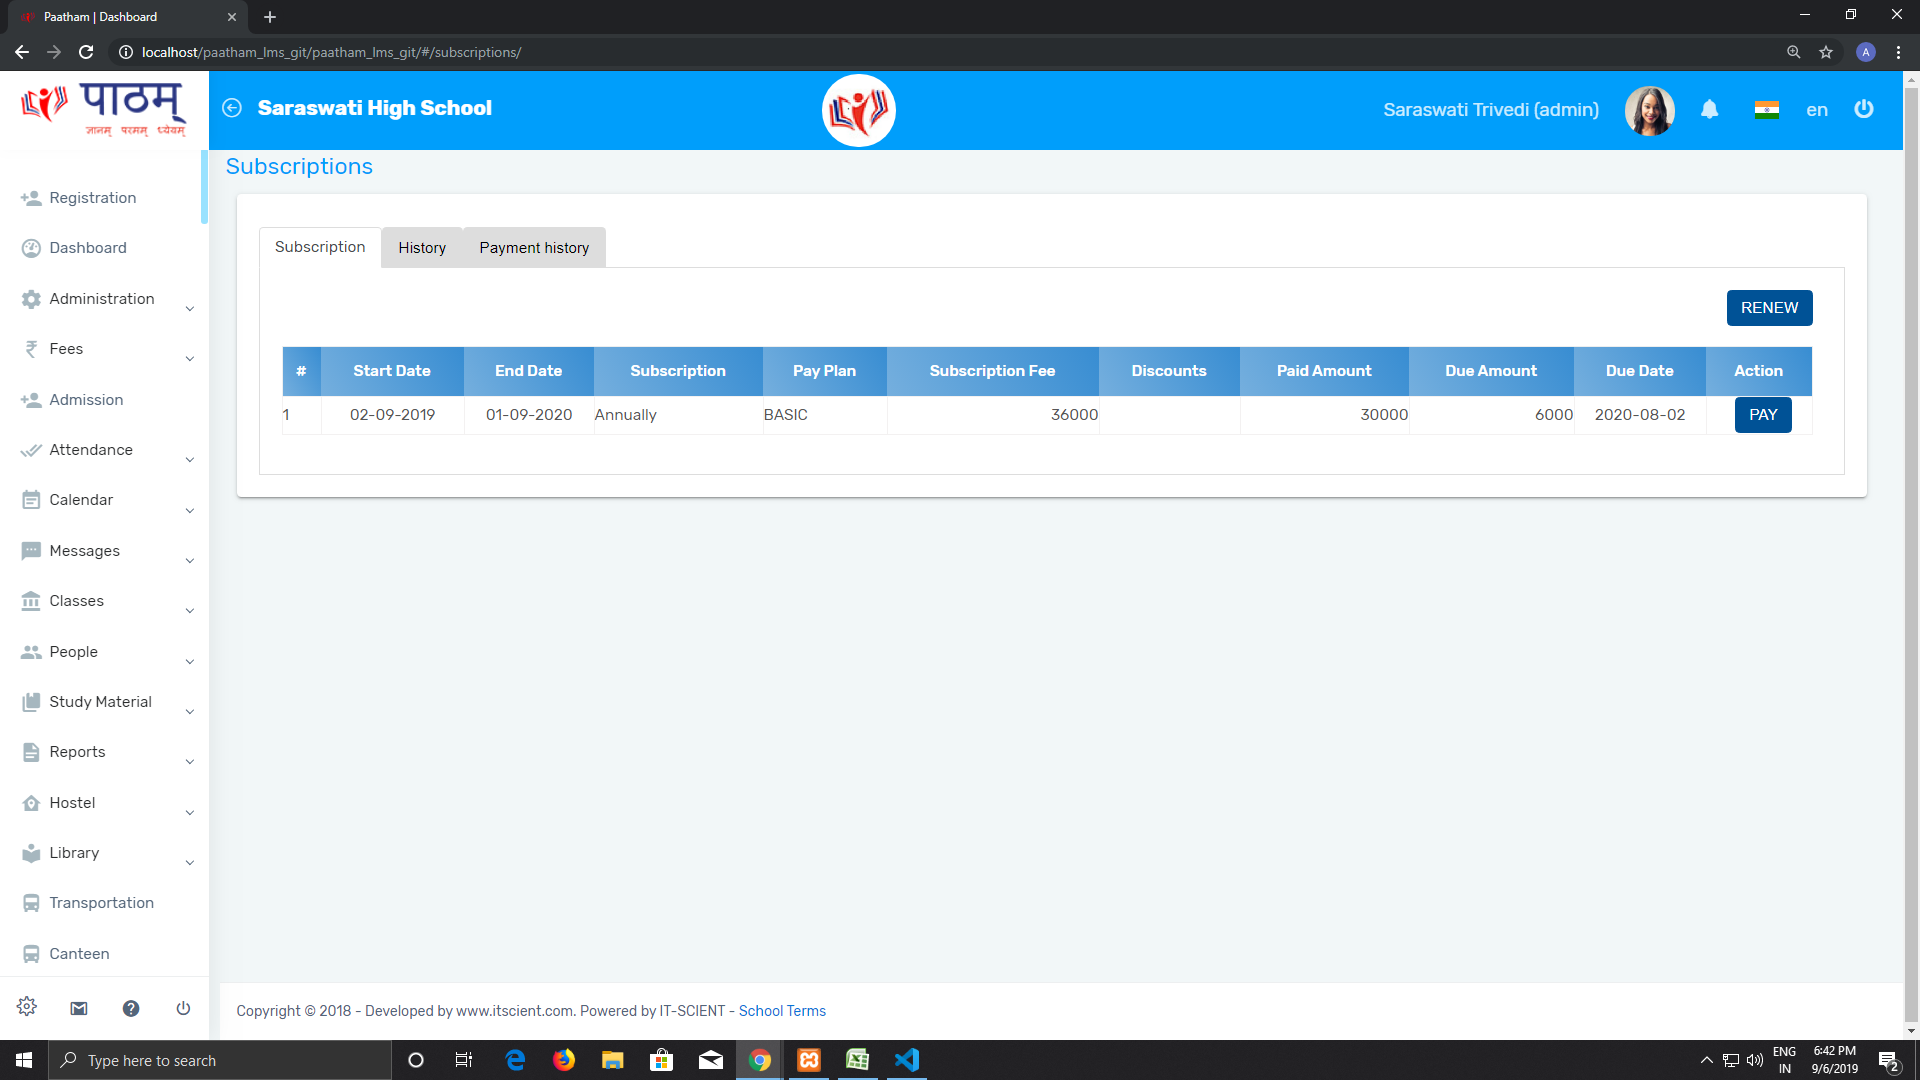 Paatham | Dashboard
localhost/paatham_lms_git/paatham_lms_git/#/subscriptions/
A
पाठम्
ज्ञानम् परमम् ध्येयम्
Saraswati High School
Saraswati Trivedi (admin)
en
Subscriptions
Registration
Dashboard
Administration
Fees
Admission
Attendance
Calendar
Messages
Classes
People
Study Material
Reports
Hostel
Library
Transportation
Canteen
Subscription History Payment history
RENEW
# Start Date End Date Subscription Pay Plan Subscription Fee Discounts Paid Amount Due Amount Due Date Action
1 02-09-2019 01-09-2020 Annually BASIC 36000 30000 6000 2020-08-02 PAY
Copyright © 2018 - Developed by www.itscient.com. Powered by IT-SCIENT - School Terms
Type here to search
ENG
IN
6:42 PM
9/6/2019
2